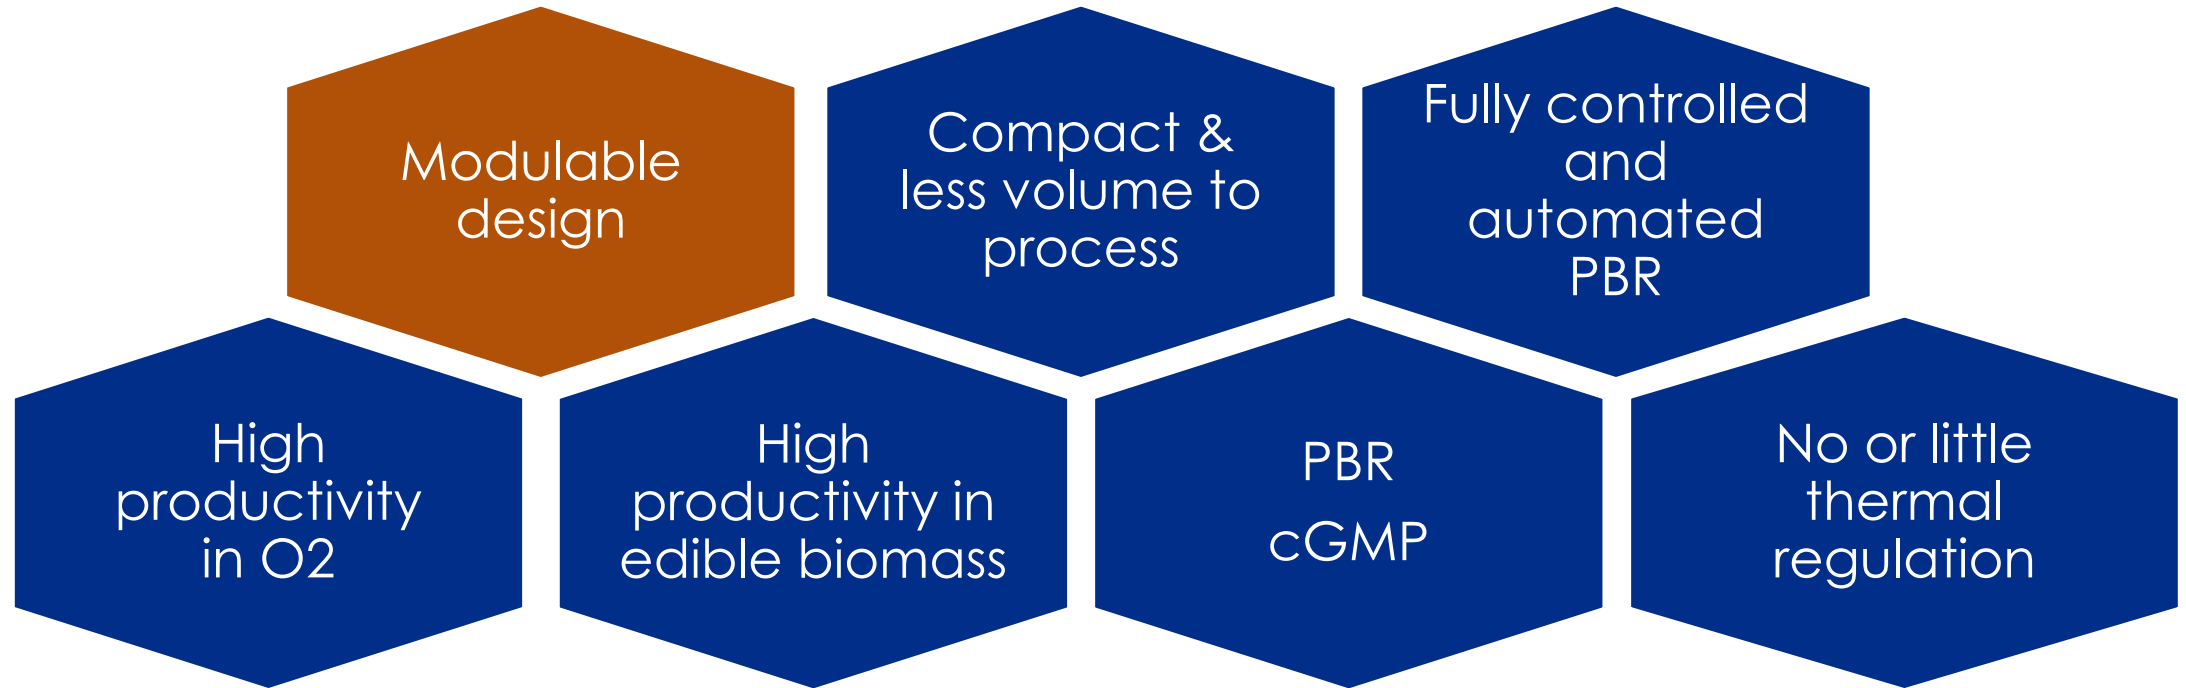 Modulable
design
Compact &
less volume to
process
Fully controlled
and
automated
PBR
High
productivity
in O2
High
productivity in
edible biomass
PBR
cGMP
No or little
thermal
regulation